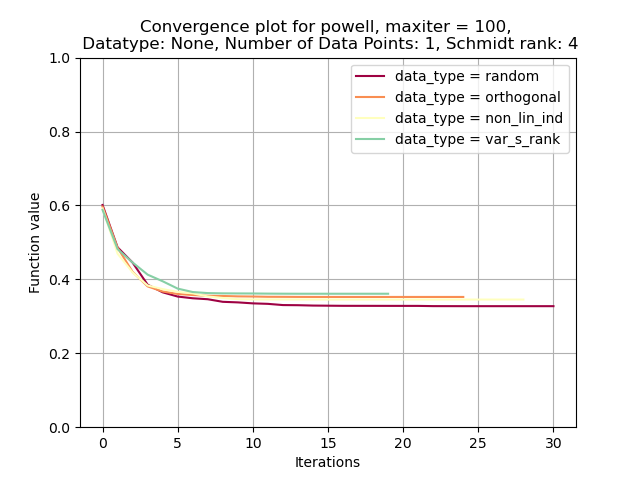 Convergence plot for powell, maxiter = 100,
Datatype: None, Number of Data Points: 1, Schmidt rank: 4
1.0
0.8
0.6
0.4
0.2
0.0
Function value
data_type = random
data_type = orthogonal
data_type = non_lin_ind
data_type = var_s_rank
0 5 10 15 20 25 30
Iterations